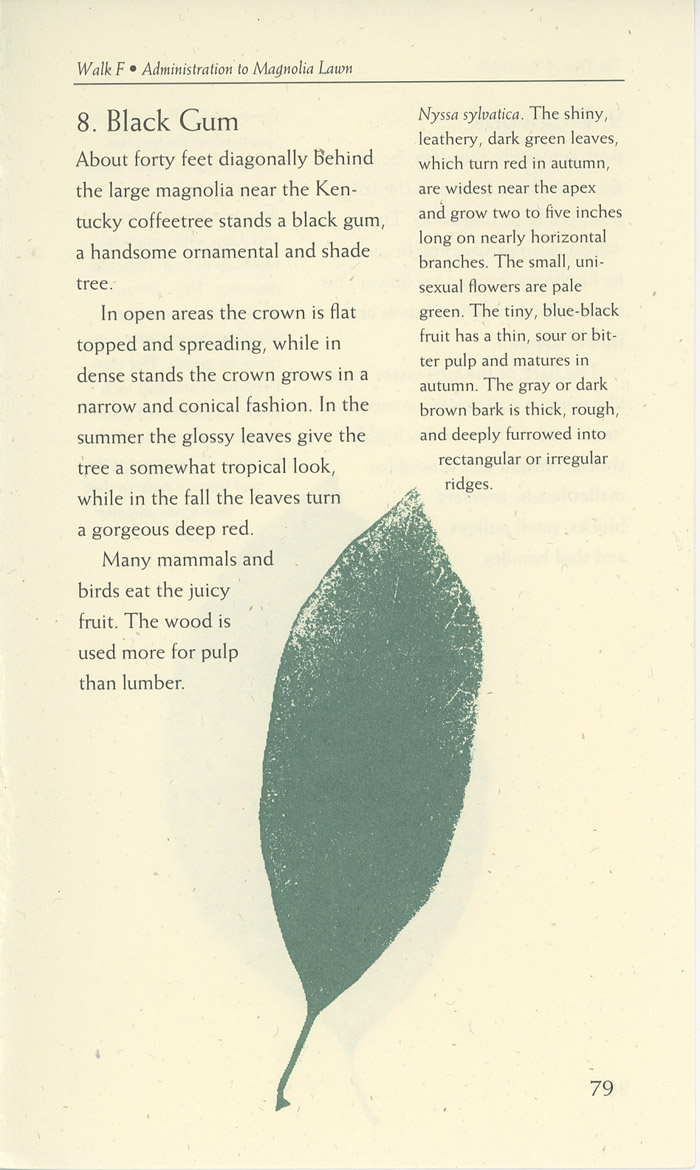 Walk F • Administration to Magnolia Lawn
8. Black Gum
About forty feet diagonally behind
the large magnolia near the Ken-
tucky coffeetree stands a black gum,
a handsome ornamental and shade
tree.
In open areas the crown is flat
topped and spreading, while in
dense stands the crown grows in a
narrow and conical fashion. In the
summer the glossy leaves give the
tree a somewhat tropical look,
while in the fall the leaves turn
a gorgeous deep red.
Many mammals and
birds eat the juicy
fruit. The wood is
used more for pulp
than lumber.
Nyssa sylvatica. The shiny,
leathery, dark green leaves,
which turn red in autumn,
are widest near the apex
and grow two to five inches
long on nearly horizontal
branches. The small, uni-
sexual flowers are pale
green. The tiny, blue-black
fruit has a thin, sour or bit-
ter pulp and matures in
autumn. The gray or dark
brown bark is thick, rough,
and deeply furrowed into
rectangular or irregular
ridges.
79